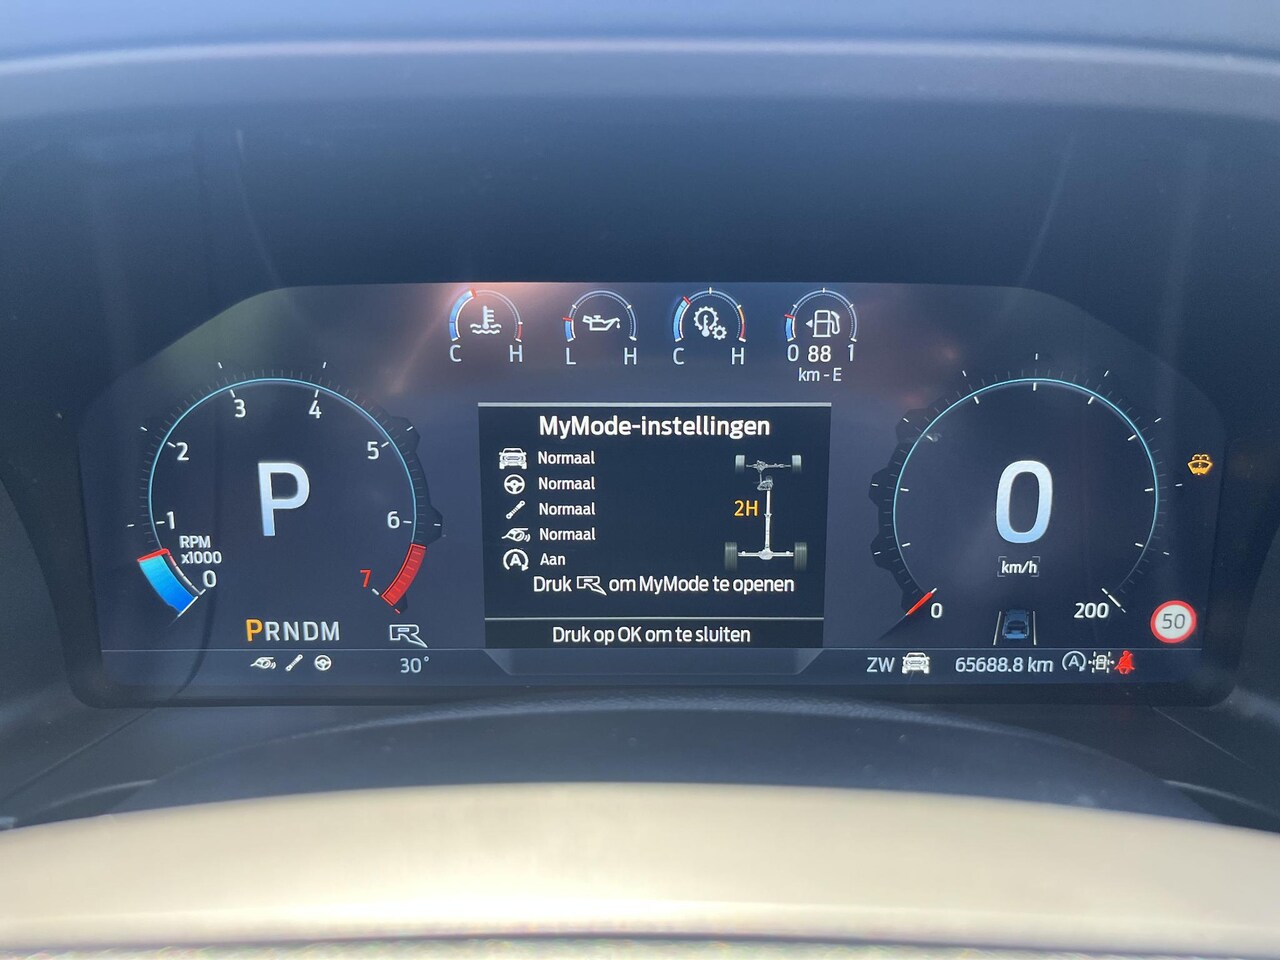 C H
L H
C H
0 88 1
km - E
1 2 3 4 5 6 7
P
RPM
x1000
0
PRNDM
R
30°
MyMode-instellingen
Normaal
Normaal
Normaal
Normaal
A Aan
2H
Druk R om MyMode te openen
Druk op OK om te sluiten
0
km/h
0 200
50
ZW 65688.8 km A